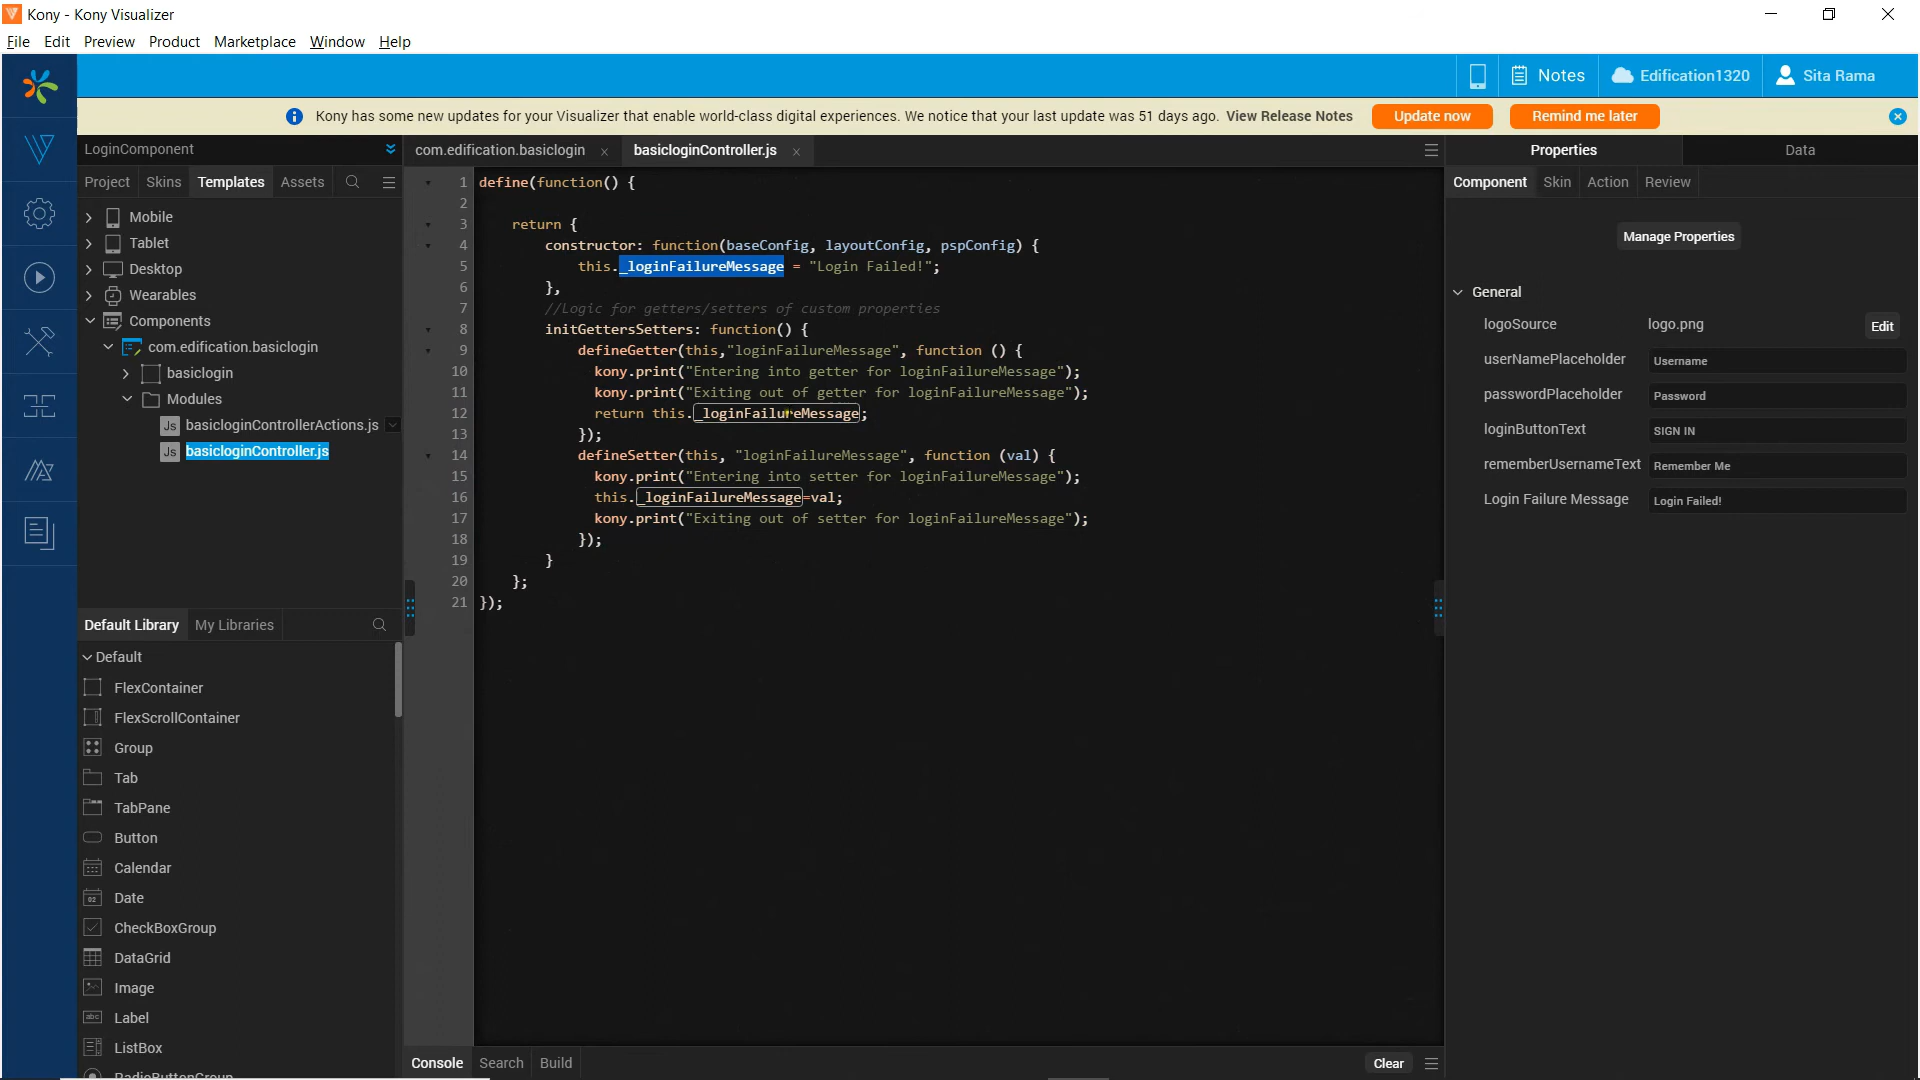 Kony - Kony Visualizer
File Edit Preview Product Marketplace Window Help
Notes Edification1320 Sita Rama
Kony has some new updates for your Visualizer that enable world-class digital experiences. We notice that your last update was 51 days ago. View Release Notes Update now Remind me later
LoginComponent
Project Skins Templates Assets
Mobile
Tablet
Desktop
Wearables
Components
com.edification.basiclogin
basiclogin
Modules
Js basicloginControllerActions.js
Js basicloginController.js
Default Library My Libraries
Default
FlexContainer
FlexScrollContainer
Group
Tab
TabPane
Button
Calendar
02 Date
CheckBoxGroup
DataGrid
Image
abc Label
ListBox
RadioButtonGroup
com.edification.basiclogin basicloginController.js
1 define(function() {
2
3 return {
4 constructor: function(baseConfig, layoutConfig, pspConfig) {
5 this._loginFailureMessage = "Login Failed!";
6 },
7 //Logic for getters/setters of custom properties
8 initGettersSetters: function() {
9 defineGetter(this,"loginFailureMessage", function () {
10 kony.print("Entering into getter for loginFailureMessage");
11 kony.print("Exiting out of getter for loginFailureMessage");
12 return this._loginFailureMessage;
13 });
14 defineSetter(this, "loginFailureMessage", function (val) {
15 kony.print("Entering into setter for loginFailureMessage");
16 this._loginFailureMessage=val;
17 kony.print("Exiting out of setter for loginFailureMessage");
18 });
19 }
20 };
21 });
Console Search Build Clear
Properties Data
Component Skin Action Review
Manage Properties
General
logoSource logo.png Edit
userNamePlaceholder Username
passwordPlaceholder Password
loginButtonText SIGN IN
rememberUsernameText Remember Me
Login Failure Message Login Failed!